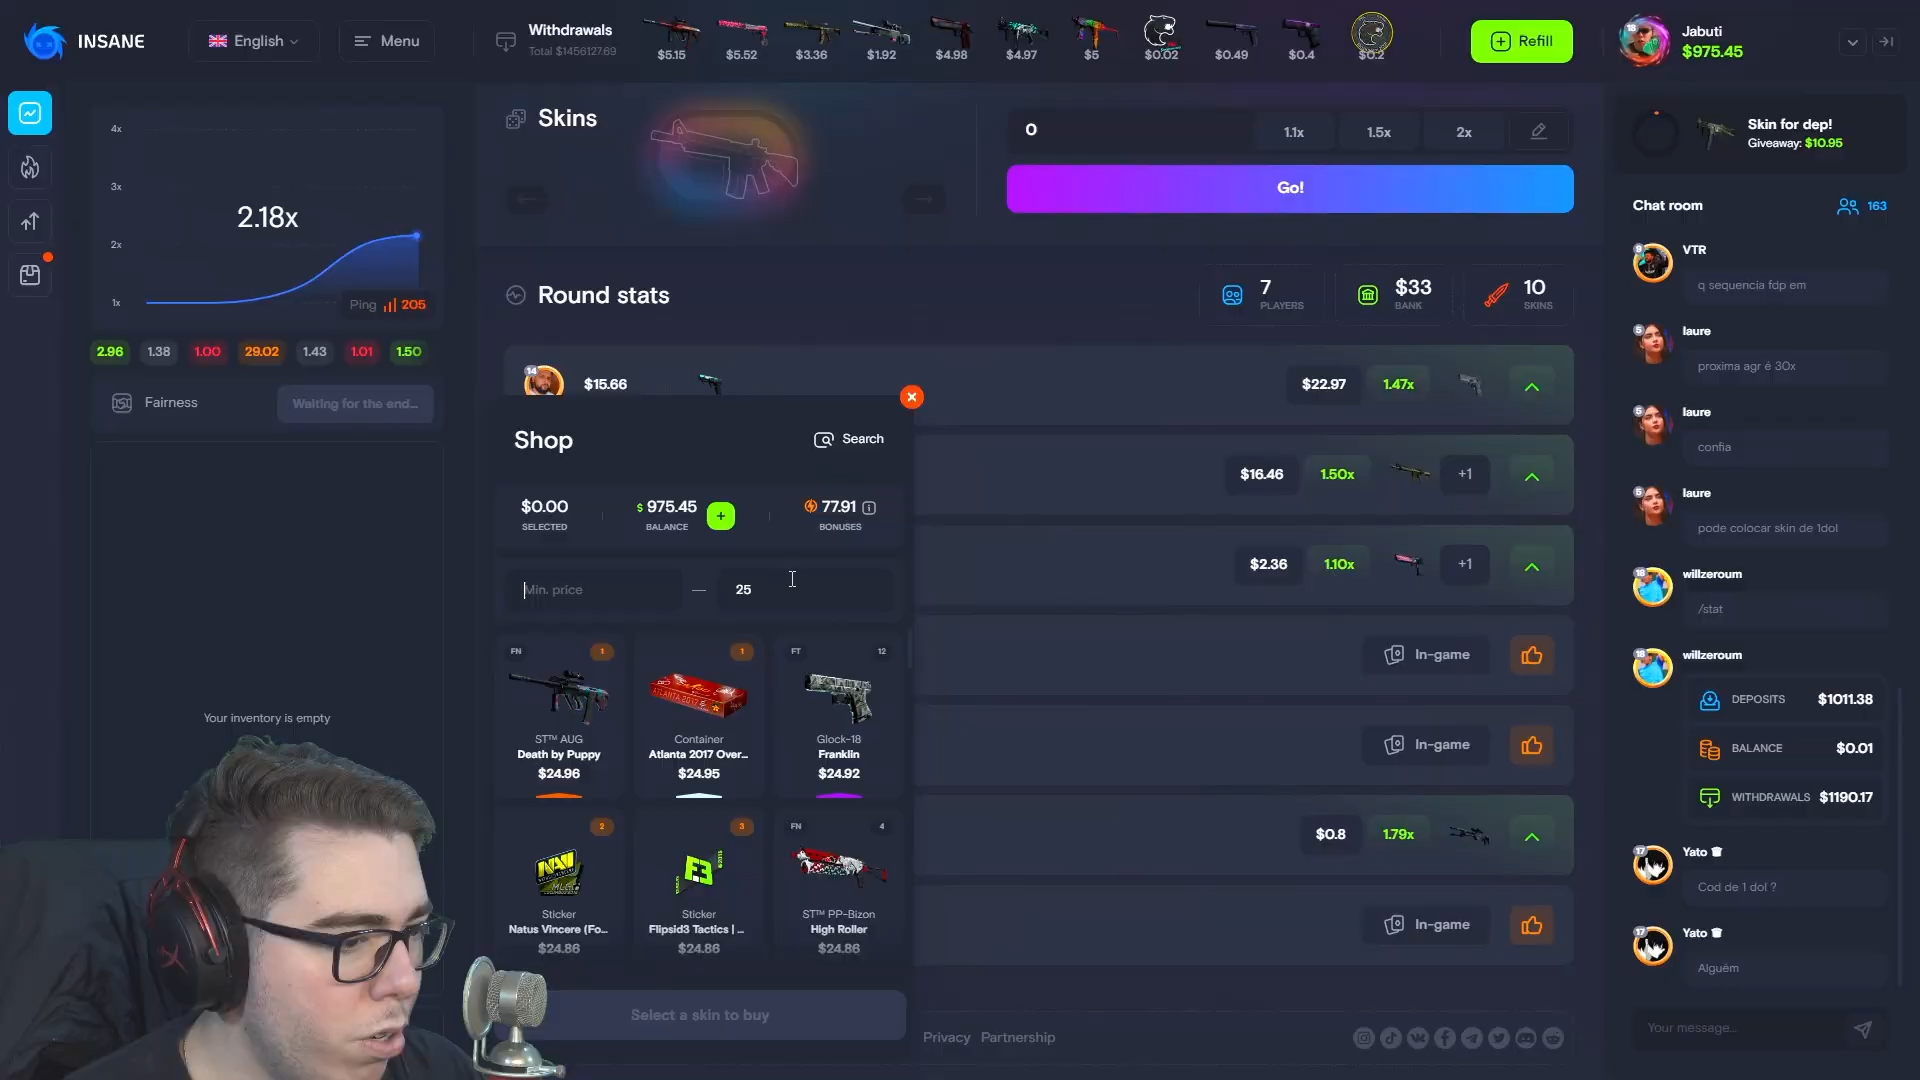 INSANE
English
Menu
Withdrawals
Total $1456127.69
$5.15
$5.52
$3.36
$1.92
$4.98
$4.97
$5
$0.02
$0.49
$0.4
$0.2
Refill
18
Jabuti
$975.45
4x
3x
2x
1x
2.18x
Ping 205
2.96
1.38
1.00
29.02
1.43
1.01
1.50
Fairness
Waiting for the end...
Your inventory is empty
Skins
0
1.1x
1.5x
2x
Go!
Round stats
7
PLAYERS
$33
BANK
10
SKINS
14
$15.66
$22.97
1.47x
$16.46
1.50x
+1
$2.36
1.10x
+1
In-game
In-game
$0.8
1.79x
In-game
Shop
Search
$0.00
SELECTED
$ 975.45
BALANCE
77.91
BONUSES
Min. price
—
25
FN
1
ST™ AUG
Death by Puppy
$24.96
1
Container
Atlanta 2017 Over...
$24.95
FT
12
Glock-18
Franklin
$24.92
2
Sticker
Natus Vincere (Fo...
$24.86
3
Sticker
Flipsid3 Tactics | ...
$24.86
FN
4
ST™ PP-Bizon
High Roller
$24.86
Select a skin to buy
Privacy
Partnership
Skin for dep!
Giveaway: $10.95
Chat room
163
9
VTR
q sequencia fdp em
5
laure
proxima agr é 30x
5
laure
confia
5
laure
pode colocar skin de 1dol
18
willzeroum
/stat
18
willzeroum
DEPOSITS
$1011.38
BALANCE
$0.01
WITHDRAWALS
$1190.17
17
Yato
Cod de 1 dol ?
17
Yato
Alguém
Your message...